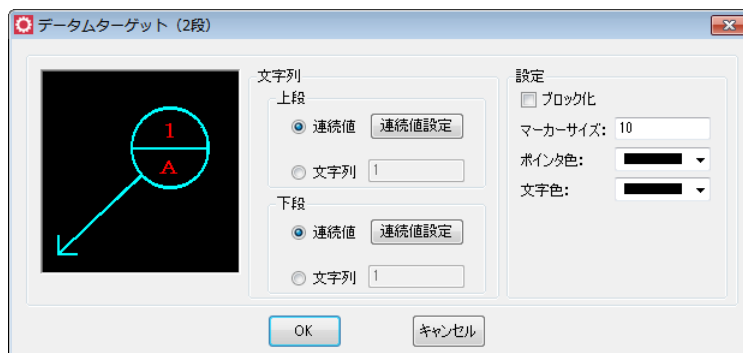 データムターゲット（2段）
1
A
文字列
上段
連続値 連続値設定
文字列 1
下段
連続値 連続値設定
文字列 1
設定
ブロック化
マーカーサイズ: 10
ポインタ色:
文字色:
OK キャンセル